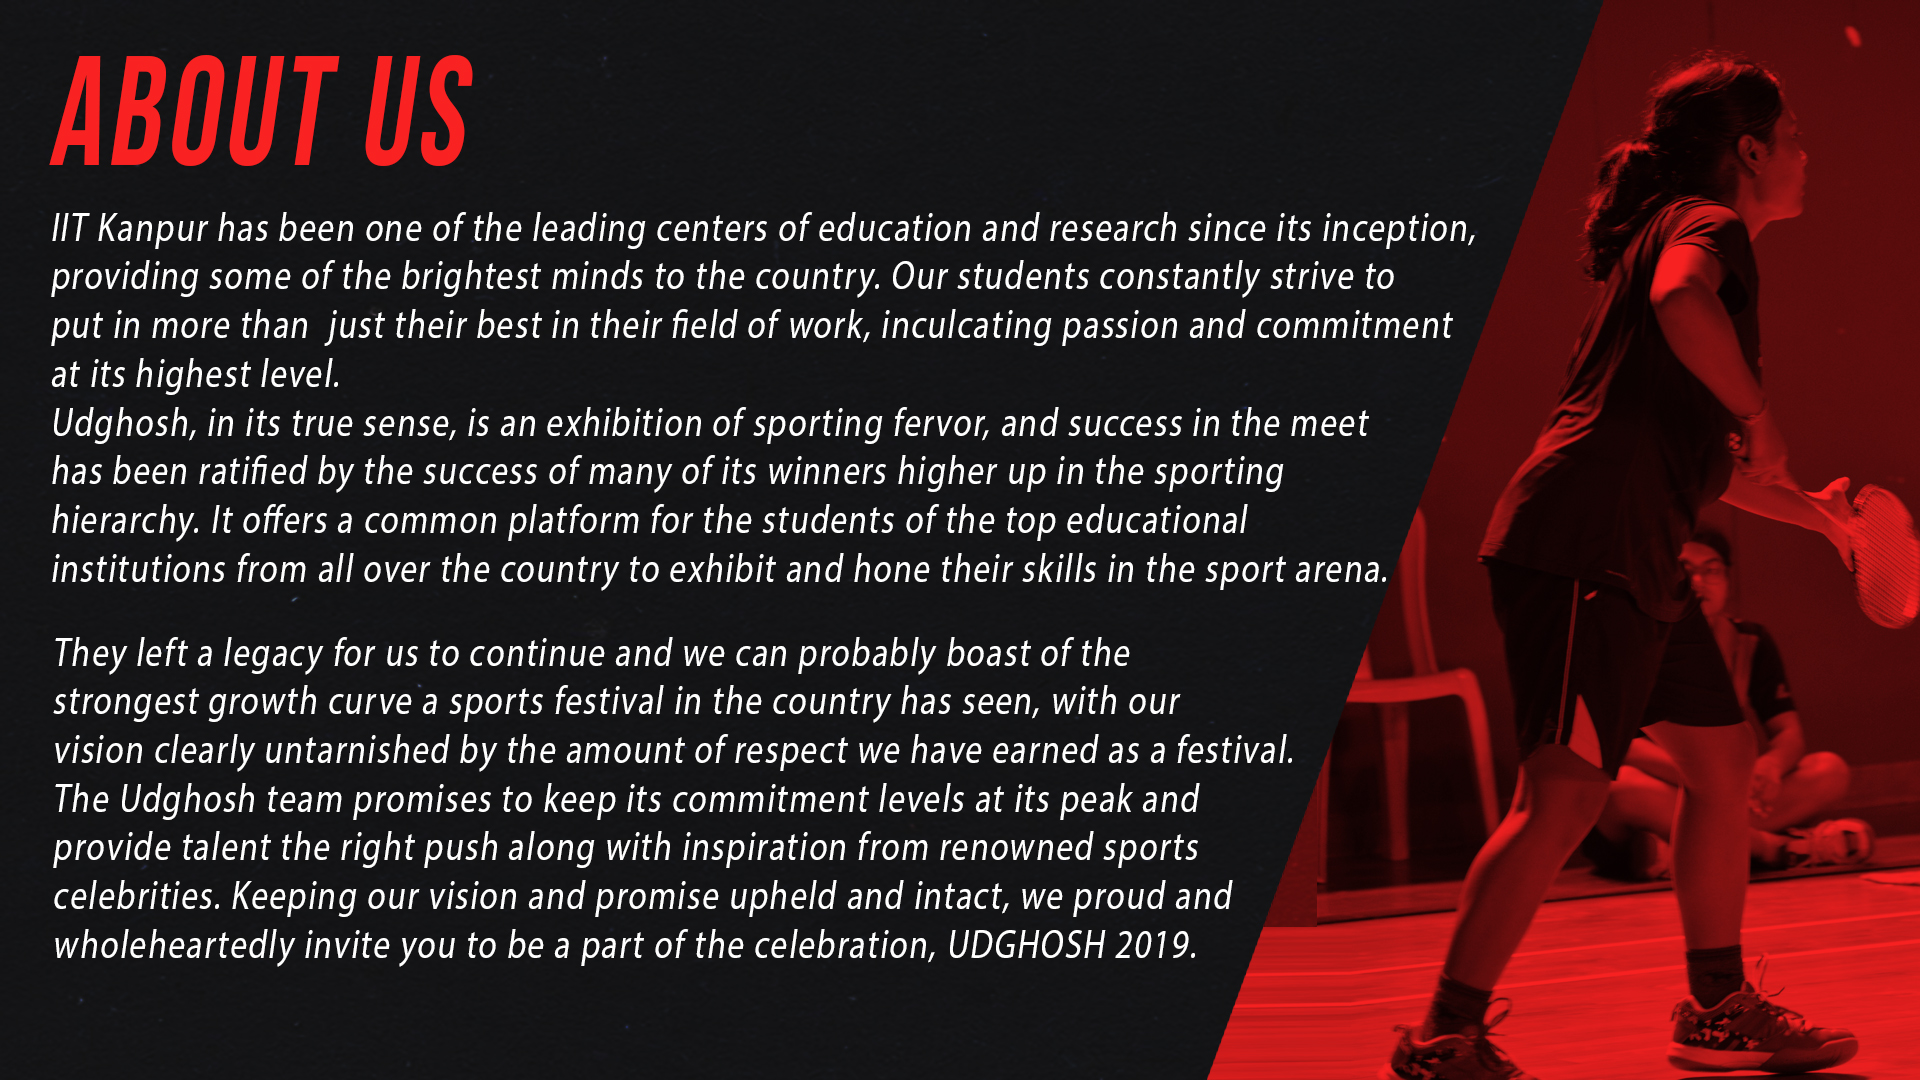 ABOUT US
IIT Kanpur has been one of the leading centers of education and research since its inception,
providing some of the brightest minds to the country. Our students constantly strive to
put in more than  just their best in their field of work, inculcating passion and commitment
at its highest level.
Udghosh, in its true sense, is an exhibition of sporting fervor, and success in the meet
has been ratified by the success of many of its winners higher up in the sporting
hierarchy. It offers a common platform for the students of the top educational
institutions from all over the country to exhibit and hone their skills in the sport arena.
They left a legacy for us to continue and we can probably boast of the
strongest growth curve a sports festival in the country has seen, with our
vision clearly untarnished by the amount of respect we have earned as a festival.
The Udghosh team promises to keep its commitment levels at its peak and
provide talent the right push along with inspiration from renowned sports
celebrities. Keeping our vision and promise upheld and intact, we proud and
wholeheartedly invite you to be a part of the celebration, UDGHOSH 2019.